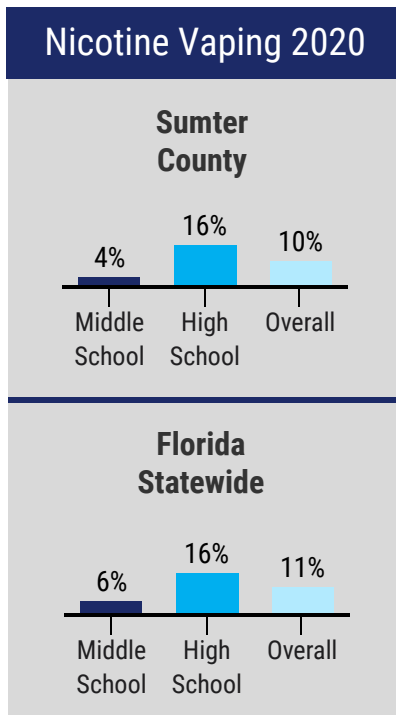 Nicotine Vaping 2020
Sumter
County
4%
16%
10%
Middle
School
High
School
Overall
Florida
Statewide
6%
16%
11%
Middle
School
High
School
Overall